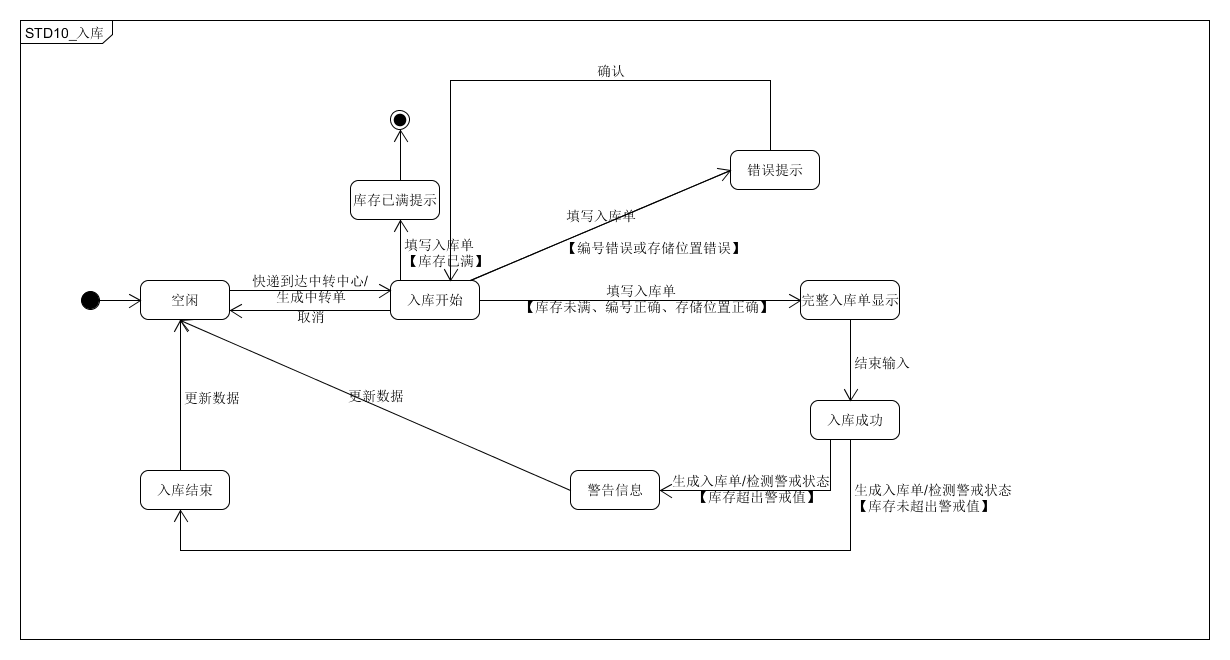 STD10_入库
确认
错误提示
库存已满提示
填写入库单
填写入库单
【库存已满】
【编号错误或存储位置错误】
快递到达中转中心/
生成中转单
取消
空闲
入库开始
填写入库单
【库存未满、编号正确、存储位置正确】
完整入库单显示
结束输入
更新数据
更新数据
入库成功
入库结束
警告信息
生成入库单/检测警戒状态
【库存超出警戒值】
生成入库单/检测警戒状态
【库存未超出警戒值】